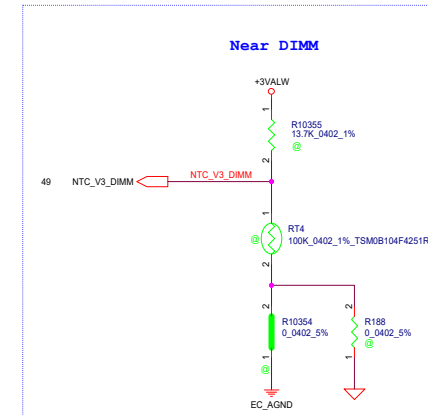 Near DIMM
+3VALW
1
R10355
13.7K_0402_1%
@
2
49 NTC_V3_DIMM NTC_V3_DIMM
1
RT4
@ 100K_0402_1%_TSM0B104F4251R
2
2 2
R10354 R188
0_0402_5% 0_0402_5%
@
1 1
@
EC_AGND